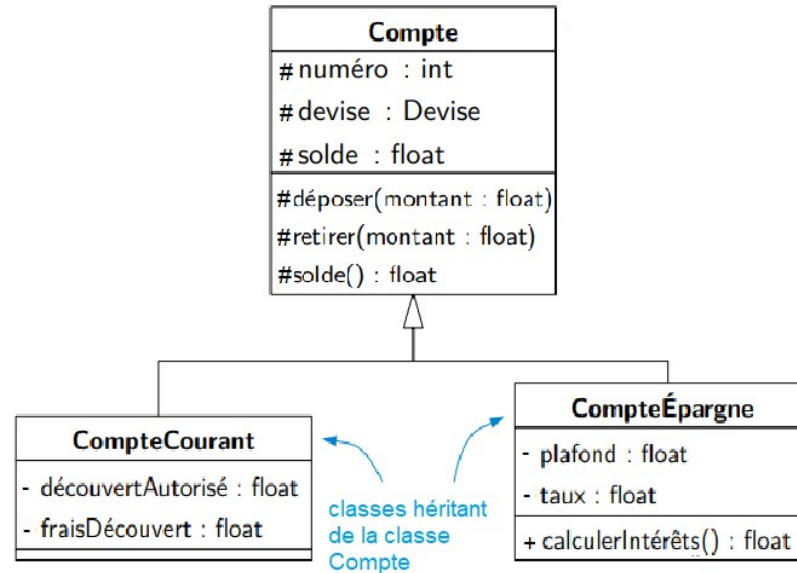 Compte
# numéro : int
# devise : Devise
# solde : float
#déposer(montant : float)
#retirer(montant : float)
#solde() : float
CompteCourant
- découvertAutorisé : float
- fraisDécouvert : float
classes héritant
de la classe
Compte
CompteÉpargne
- plafond : float
- taux : float
+ calculerIntérêts() : float